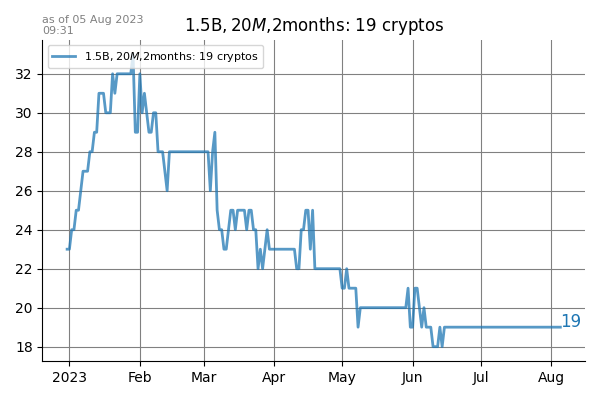 as of 05 Aug 2023
09:31
1.5B, 20M,2months: 19 cryptos
1.5B, 20M,2months: 19 cryptos
32
30
28
26
24
22
20
18
19
2023 Feb Mar Apr May Jun Jul Aug